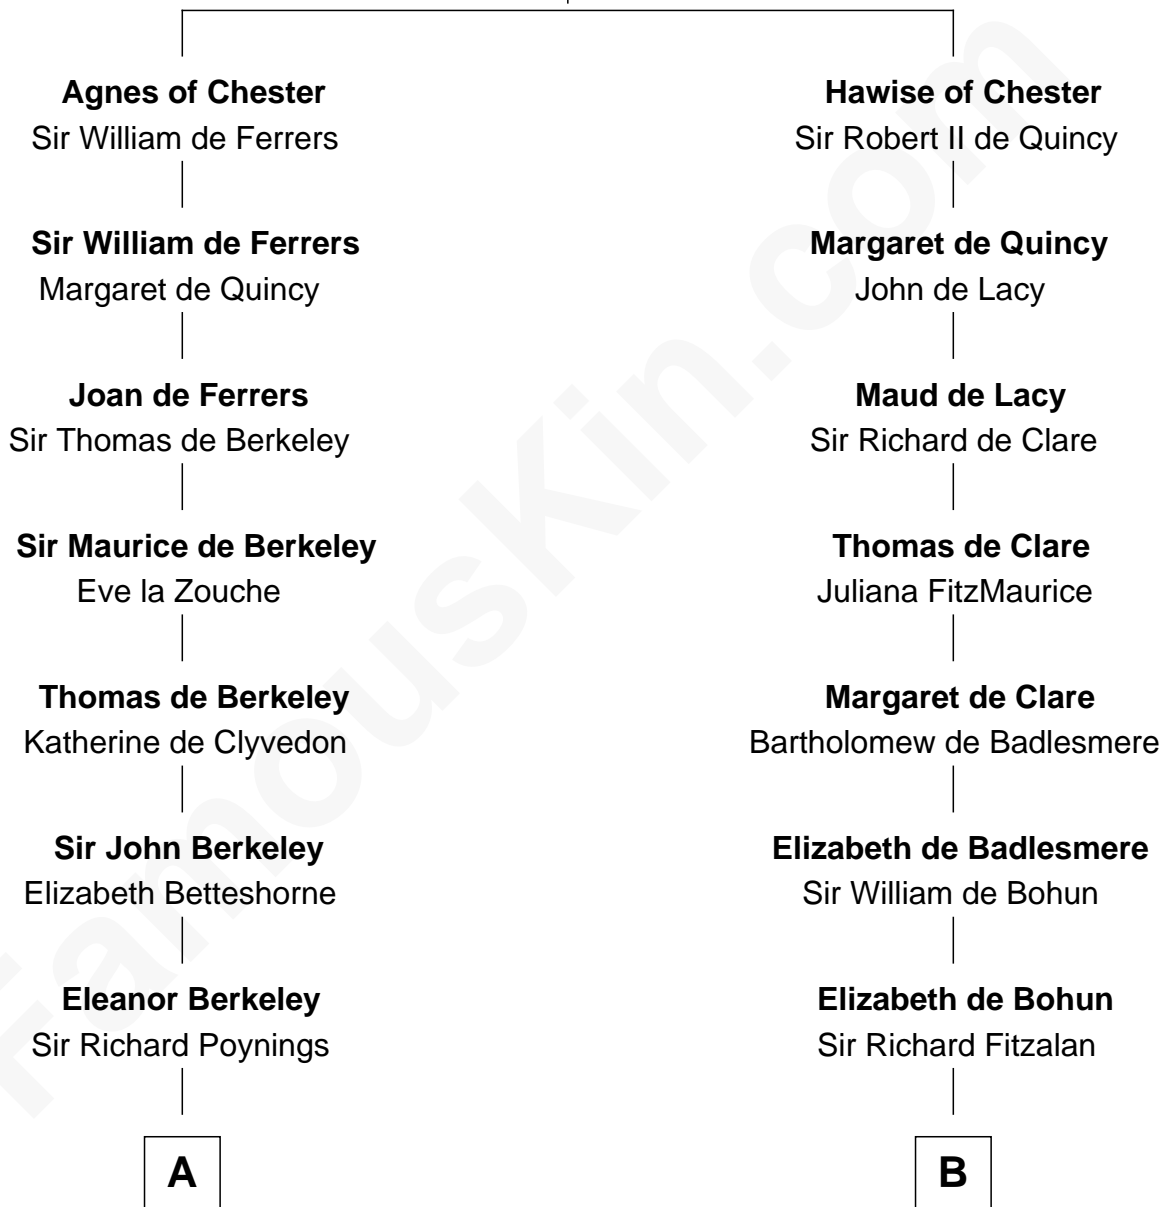 Agnes of Chester
Sir William de Ferrers
Sir William de Ferrers
Margaret de Quincy
Joan de Ferrers
Sir Thomas de Berkeley
Sir Maurice de Berkeley
Eve la Zouche
Thomas de Berkeley
Katherine de Clyvedon
Sir John Berkeley
Elizabeth Betteshorne
Eleanor Berkeley
Sir Richard Poynings
A
Hawise of Chester
Sir Robert II de Quincy
Margaret de Quincy
John de Lacy
Maud de Lacy
Sir Richard de Clare
Thomas de Clare
Juliana FitzMaurice
Margaret de Clare
Bartholomew de Badlesmere
Elizabeth de Badlesmere
Sir William de Bohun
Elizabeth de Bohun
Sir Richard Fitzalan
B
FamousKin.com